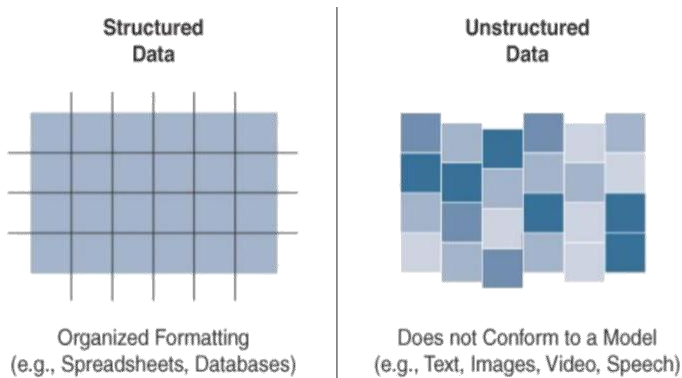 Structured
Data
Organized Formatting
(e.g., Spreadsheets, Databases)
Unstructured
Data
Does not Conform to a Model
(e.g., Text, Images, Video, Speech)